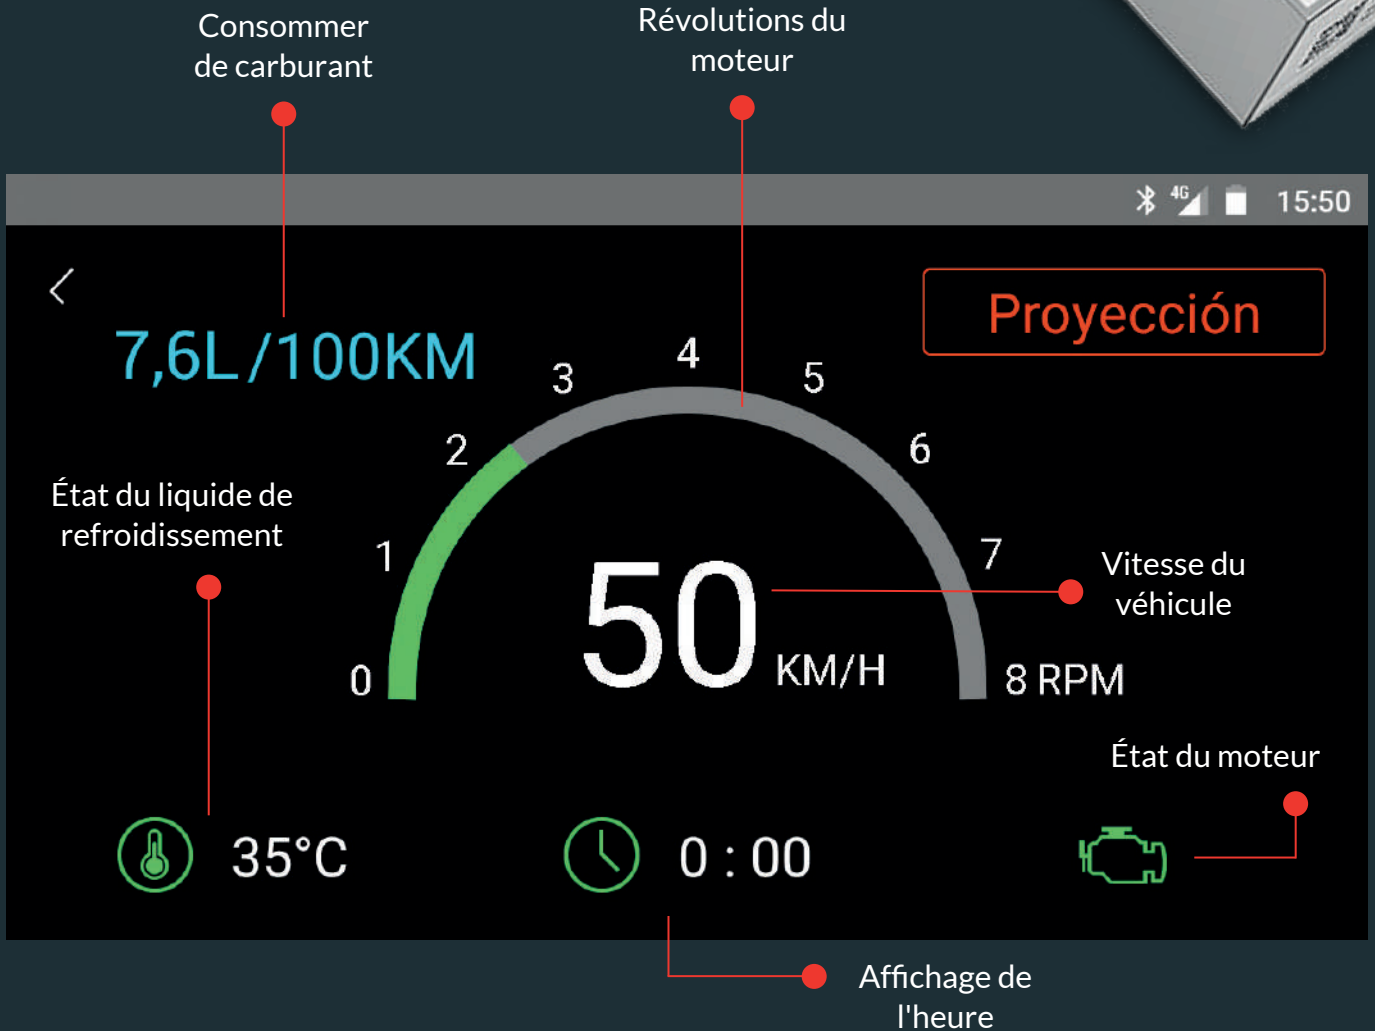 Consommer
de carburant
Révolutions du
moteur
4G
15:50
7,6L/100KM
Proyección
0
1
2
3
4
5
6
7
8 RPM
État du liquide de
refroidissement
50 KM/H
Vitesse du
véhicule
État du moteur
35°C
0 : 00
Affichage de
l'heure